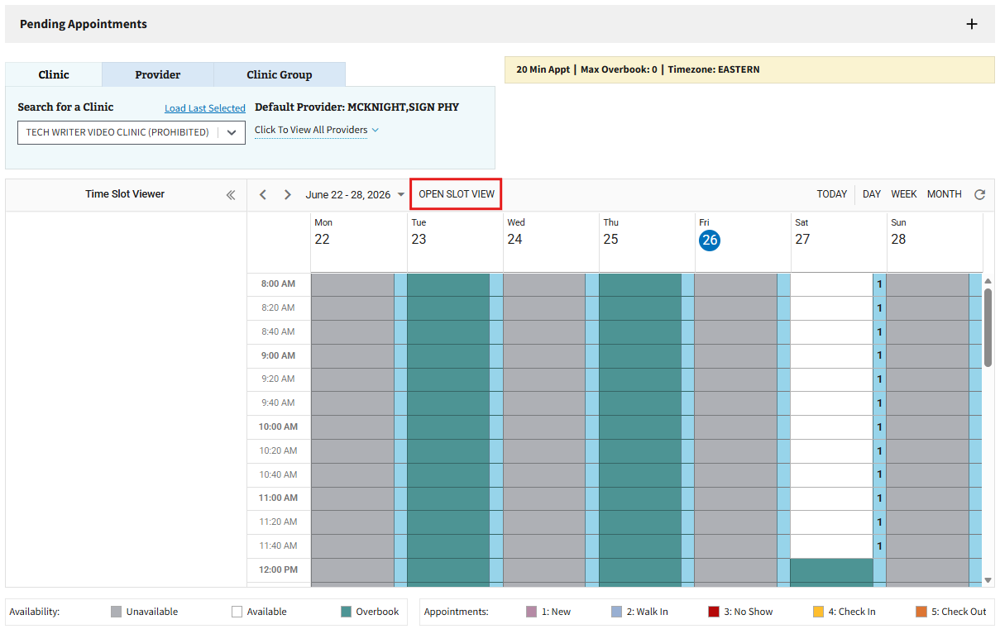 Pending Appointments
Clinic Provider Clinic Group
20 Min Appt | Max Overbook: 0 | Timezone: EASTERN
Search for a Clinic Load Last Selected Default Provider: MCKNIGHT,SIGN PHY
TECH WRITER VIDEO CLINIC (PROHIBITED) Click To View All Providers
Time Slot Viewer June 22 - 28, 2026 OPEN SLOT VIEW TODAY DAY WEEK MONTH
Mon Tue Wed Thu Fri Sat Sun
22 23 24 25 26 27 28
8:00 AM 1
8:20 AM 1
8:40 AM 1
9:00 AM 1
9:20 AM 1
9:40 AM 1
10:00 AM 1
10:20 AM 1
10:40 AM 1
11:00 AM 1
11:20 AM 1
11:40 AM 1
12:00 PM
Availability: Unavailable Available Overbook Appointments: 1: New 2: Walk In 3: No Show 4: Check In 5: Check Out